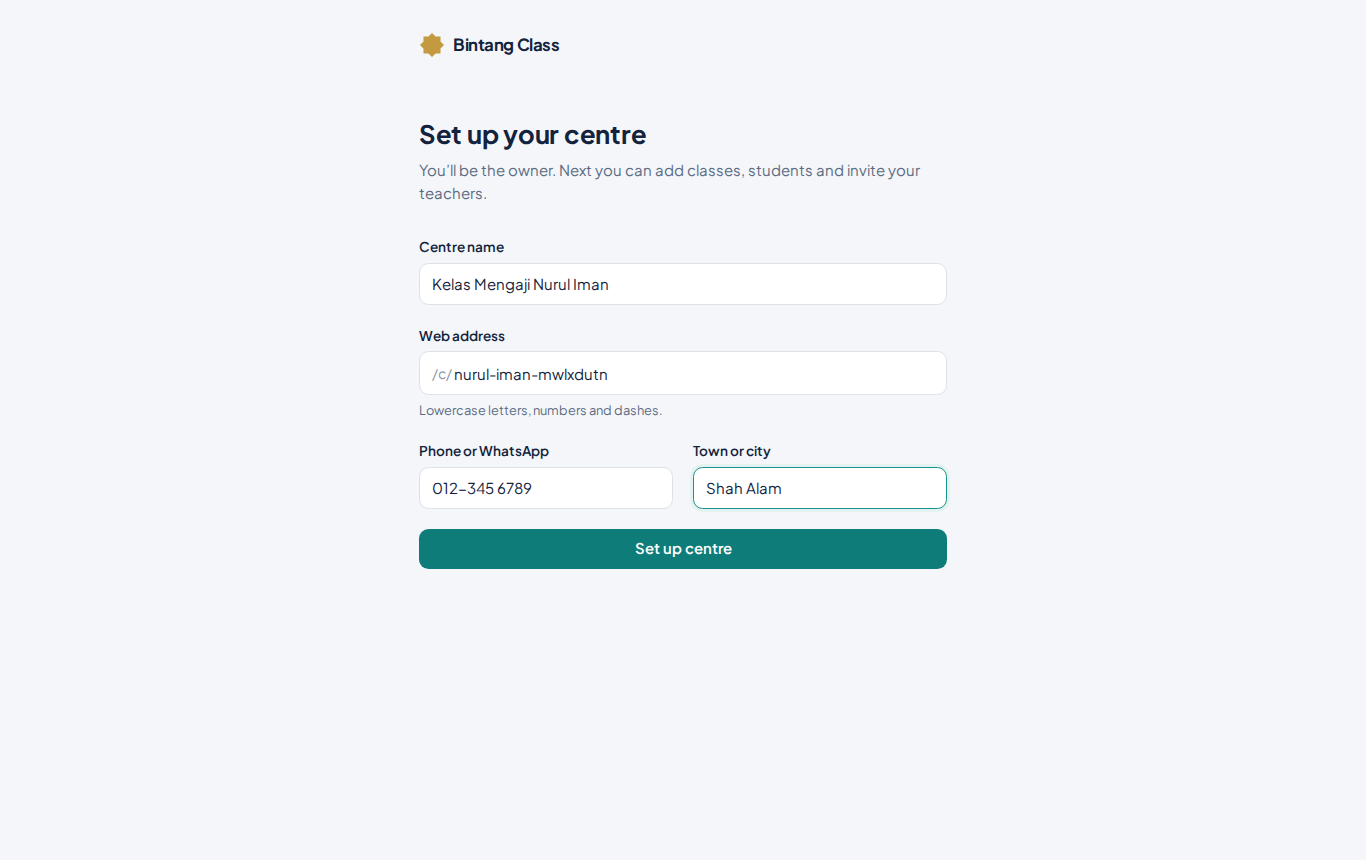 Bintang Class
Set up your centre
You'll be the owner. Next you can add classes, students and invite your
teachers.
Centre name
Kelas Mengaji Nurul Iman
Web address
/c/ nurul-iman-mwlxdutn
Lowercase letters, numbers and dashes.
Phone or WhatsApp
Town or city
012-345 6789
Shah Alam
Set up centre